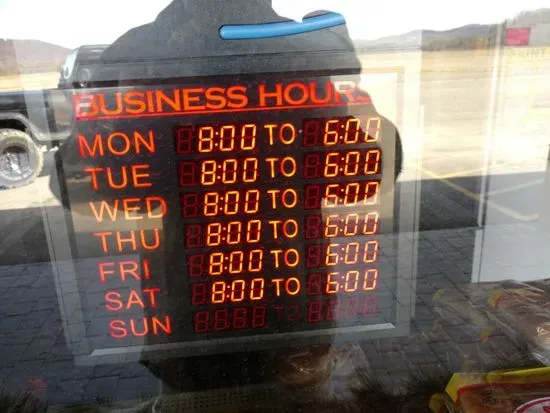 BUSINESS HOURS
MON 8:00 TO 6:00
TUE 8:00 TO 6:00
WED 8:00 TO 6:00
THU 8:00 TO 6:00
FRI 8:00 TO 6:00
SAT 8:00 TO 6:00
SUN